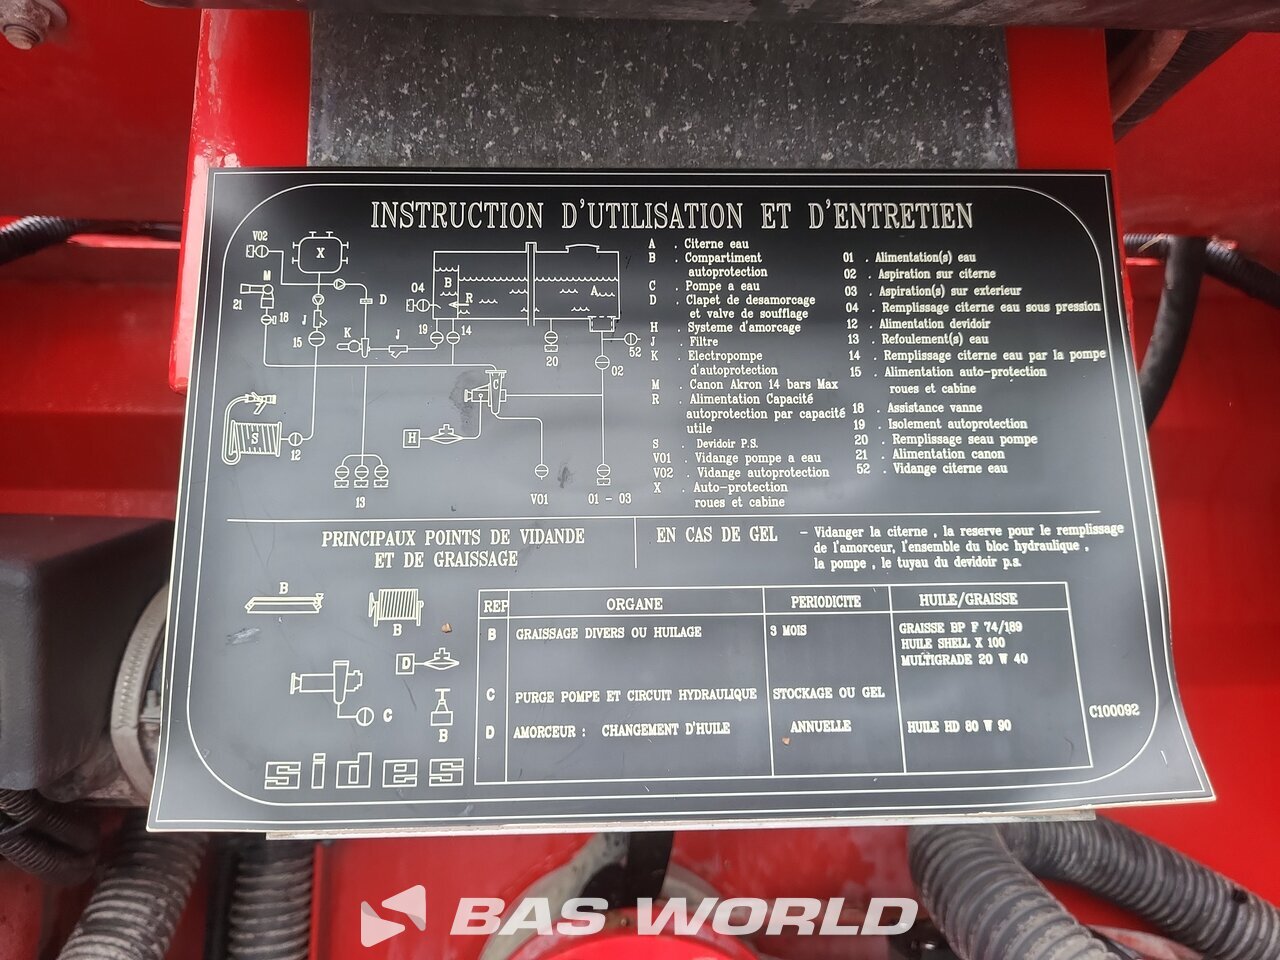 INSTRUCTION D'UTILISATION ET D'ENTRETIEN
V02
X
M
21
18
D
J
15
K
J
04
B
R
A
19
14
20
52
02
C
H
S
12
13
V01
01 - 03
A . Citerne eau
B . Compartiment
autoprotection
C . Pompe a eau
D . Clapet de desamorcage
et valve de soufflage
H . Systeme d'amorcage
J . Filtre
K . Electropompe
d'autoprotection
M . Canon Akron 14 bars Max
R . Alimentation Capacité
autoprotection par capacité
utile
S . Devidoir P.S.
V01 . Vidange pompe a eau
V02 . Vidange autoprotection
X . Auto-protection
roues et cabine
01 . Alimentation(s) eau
02 . Aspiration sur citerne
03 . Aspiration(s) sur exterieur
04 . Remplissage citerne eau sous pression
12 . Alimentation devidoir
13 . Refoulement(s) eau
14 . Remplissage citerne eau par la pompe
15 . Alimentation auto-protection
roues et cabine
18 . Assistance vanne
19 . Isolement autoprotection
20 . Remplissage seau pompe
21 . Alimentation canon
52 . Vidange citerne eau
PRINCIPAUX POINTS DE VIDANDE
ET DE GRAISSAGE
EN CAS DE GEL
- Vidanger la citerne , la reserve pour le remplissage
de l'amorceur, l'ensemble du bloc hydraulique ,
la pompe , le tuyau du devidoir p.s.
B
B
D
C
B
sides
REP ORGANE PERIODICITE HUILE/GRAISSE
B GRAISSAGE DIVERS OU HUILAGE 3 MOIS GRAISSE BP F 74/189
HUILE SHELL X 100
MULTIGRADE 20 W 40
C PURGE POMPE ET CIRCUIT HYDRAULIQUE STOCKAGE OU GEL
D AMORCEUR : CHANGEMENT D'HUILE ANNUELLE HUILE HD 80 W 90
C100092
BAS WORLD